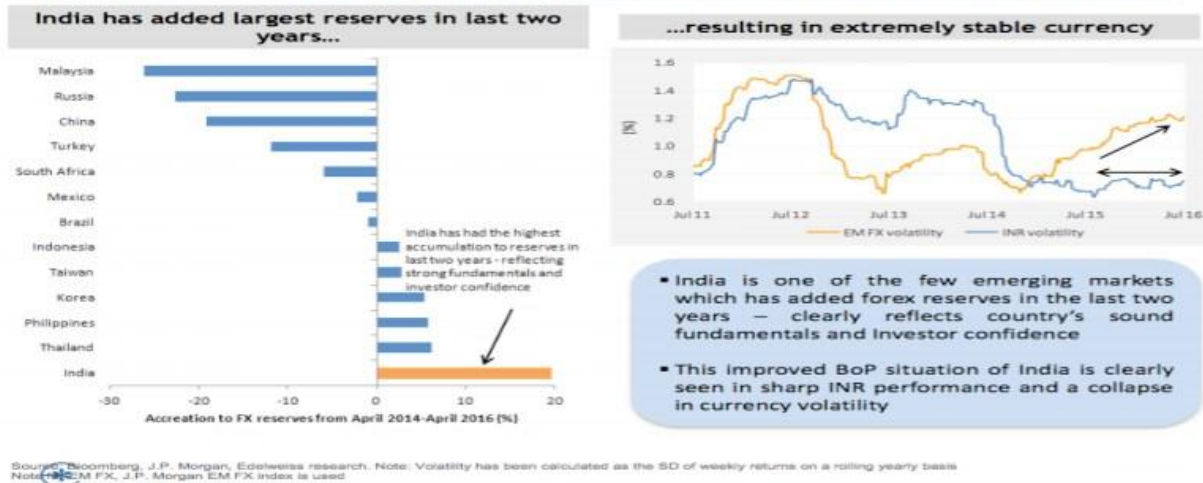 India has added largest reserves in last two
years...
Malaysia
Russia
China
Turkey
South Africa
Mexico
Brazil
Indonesia
Taiwan
Korea
Philippines
Thailand
India
India has had the highest
accumulation to reserves in
last two years - reflecting
strong fundamentals and
investor confidence
-30
-20
-10
0
10
20
Accreation to FX reserves from April 2014-April 2016 (%)
...resulting in extremely stable currency
1.6
1.4
1.2
1.0
0.8
0.6
(%)
Jul 11
Jul 12
Jul 13
Jul 14
Jul 15
Jul 16
EM FX volatility
INR volatility
▪ India is one of the few emerging markets
which has added forex reserves in the last two
years – clearly reflects country's sound
fundamentals and Investor confidence
▪ This improved BoP situation of India is clearly
seen in sharp INR performance and a collapse
in currency volatility
Source: Bloomberg, J.P. Morgan, Edelweiss research. Note: Volatility has been calculated as the SD of weekly returns on a rolling yearly basis
EM FX, J.P. Morgan EM FX Index is used